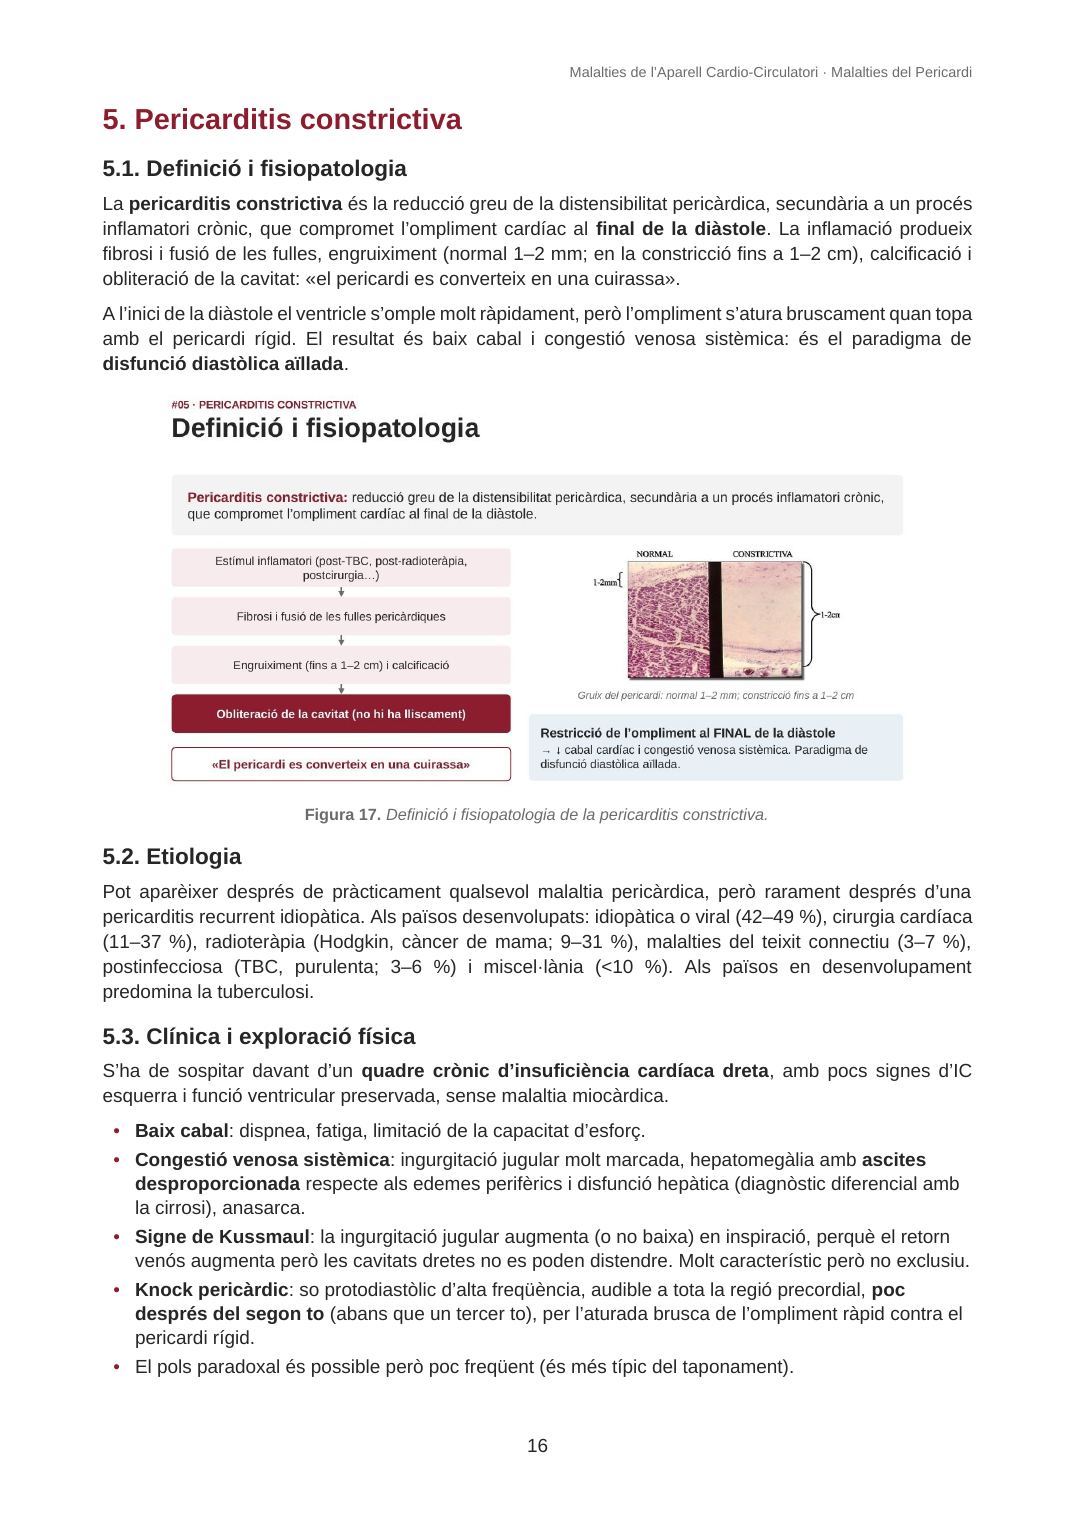 Malalties de l’Aparell Cardio-Circulatori · Malalties del Pericardi
5. Pericarditis constrictiva
5.1. Definició i fisiopatologia
La pericarditis constrictiva és la reducció greu de la distensibilitat pericàrdica, secundària a un procés
inflamatori crònic, que compromet l’ompliment cardíac al final de la diàstole. La inflamació produeix
fibrosi i fusió de les fulles, engruiximent (normal 1–2 mm; en la constricció fins a 1–2 cm), calcificació i
obliteració de la cavitat: «el pericardi es converteix en una cuirassa».
A l’inici de la diàstole el ventricle s’omple molt ràpidament, però l’ompliment s’atura bruscament quan topa
amb el pericardi rígid. El resultat és baix cabal i congestió venosa sistèmica: és el paradigma de
disfunció diastòlica aïllada.
#05 · PERICARDITIS CONSTRICTIVA
Definició i fisiopatologia
Pericarditis constrictiva: reducció greu de la distensibilitat pericàrdica, secundària a un procés inflamatori crònic,
que compromet l’ompliment cardíac al final de la diàstole.
Estímul inflamatori (post-TBC, post-radioteràpia,
postcirurgia…)
Fibrosi i fusió de les fulles pericàrdiques
Engruiximent (fins a 1–2 cm) i calcificació
Obliteració de la cavitat (no hi ha lliscament)
«El pericardi es converteix en una cuirassa»
NORMAL CONSTRICTIVA
1-2mm
1-2cm
Gruix del pericardi: normal 1–2 mm; constricció fins a 1–2 cm
Restricció de l’ompliment al FINAL de la diàstole
→ ↓ cabal cardíac i congestió venosa sistèmica. Paradigma de
disfunció diastòlica aïllada.
Figura 17. Definició i fisiopatologia de la pericarditis constrictiva.
5.2. Etiologia
Pot aparèixer després de pràcticament qualsevol malaltia pericàrdica, però rarament després d’una
pericarditis recurrent idiopàtica. Als països desenvolupats: idiopàtica o viral (42–49 %), cirurgia cardíaca
(11–37 %), radioteràpia (Hodgkin, càncer de mama; 9–31 %), malalties del teixit connectiu (3–7 %),
postinfecciosa (TBC, purulenta; 3–6 %) i miscel·lània (<10 %). Als països en desenvolupament
predomina la tuberculosi.
5.3. Clínica i exploració física
S’ha de sospitar davant d’un quadre crònic d’insuficiència cardíaca dreta, amb pocs signes d’IC
esquerra i funció ventricular preservada, sense malaltia miocàrdica.
• Baix cabal: dispnea, fatiga, limitació de la capacitat d’esforç.
• Congestió venosa sistèmica: ingurgitació jugular molt marcada, hepatomegàlia amb ascites
desproporcionada respecte als edemes perifèrics i disfunció hepàtica (diagnòstic diferencial amb
la cirrosi), anasarca.
• Signe de Kussmaul: la ingurgitació jugular augmenta (o no baixa) en inspiració, perquè el retorn
venós augmenta però les cavitats dretes no es poden distendre. Molt característic però no exclusiu.
• Knock pericàrdic: so protodiastòlic d’alta freqüència, audible a tota la regió precordial, poc
després del segon to (abans que un tercer to), per l’aturada brusca de l’ompliment ràpid contra el
pericardi rígid.
• El pols paradoxal és possible però poc freqüent (és més típic del taponament).
16